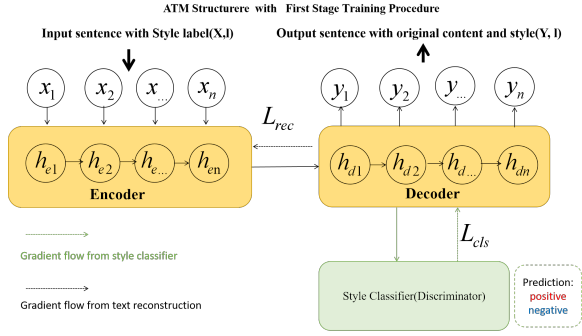 ATM Structurere with First Stage Training Procedure
Input sentence with Style label(X,l)
Output sentence with original content and style(Y, l)
x1 x2 x... xn
y1 y2 y... yn
Lrec
he1 he2 he... hen
hd1 hd2 hd... hdn
Encoder
Decoder
Lcls
Gradient flow from style classifier
Gradient flow from text reconstruction
Style Classifier(Discriminator)
Prediction:
positive
negative